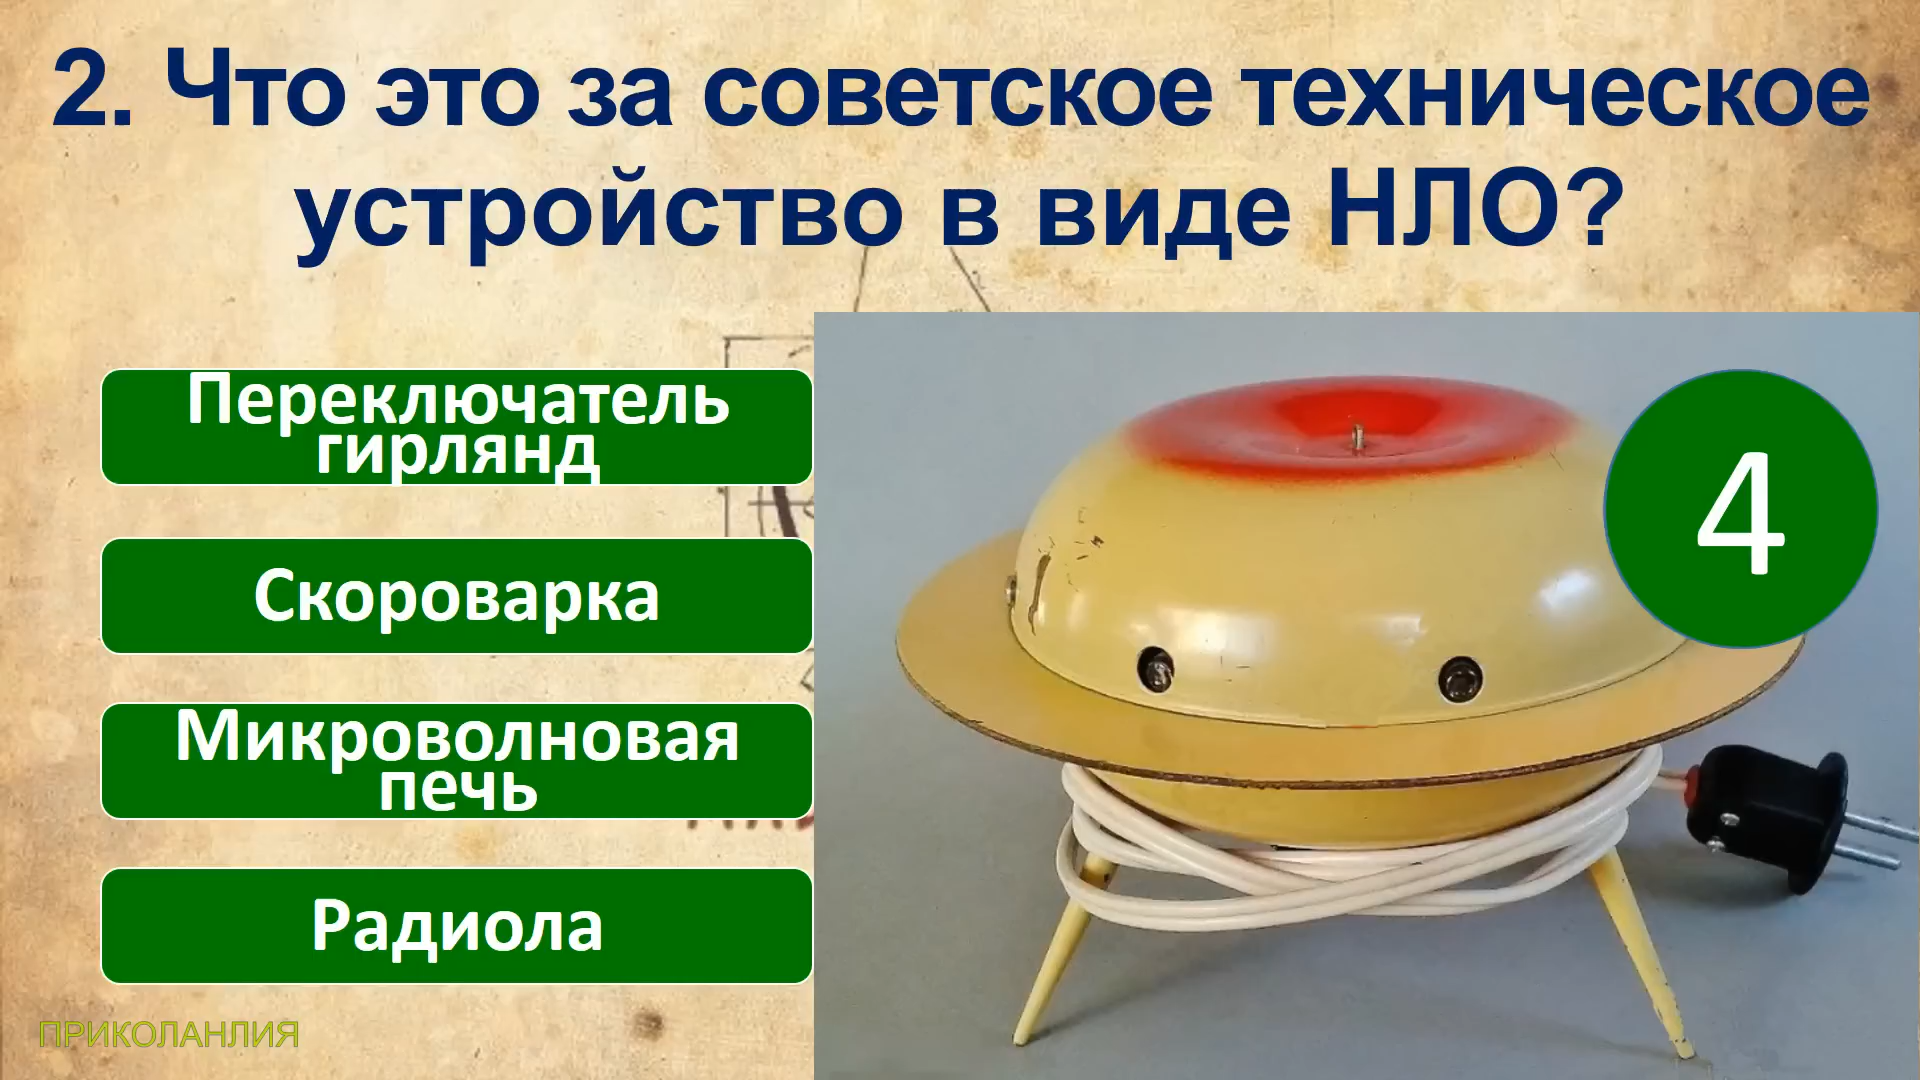 2. Что это за советское техническое
устройство в виде НЛО?
Переключатель
гирлянд
4
Скороварка
Микроволновая
печь
Радиола
ПРИКОЛАНЛИЯ